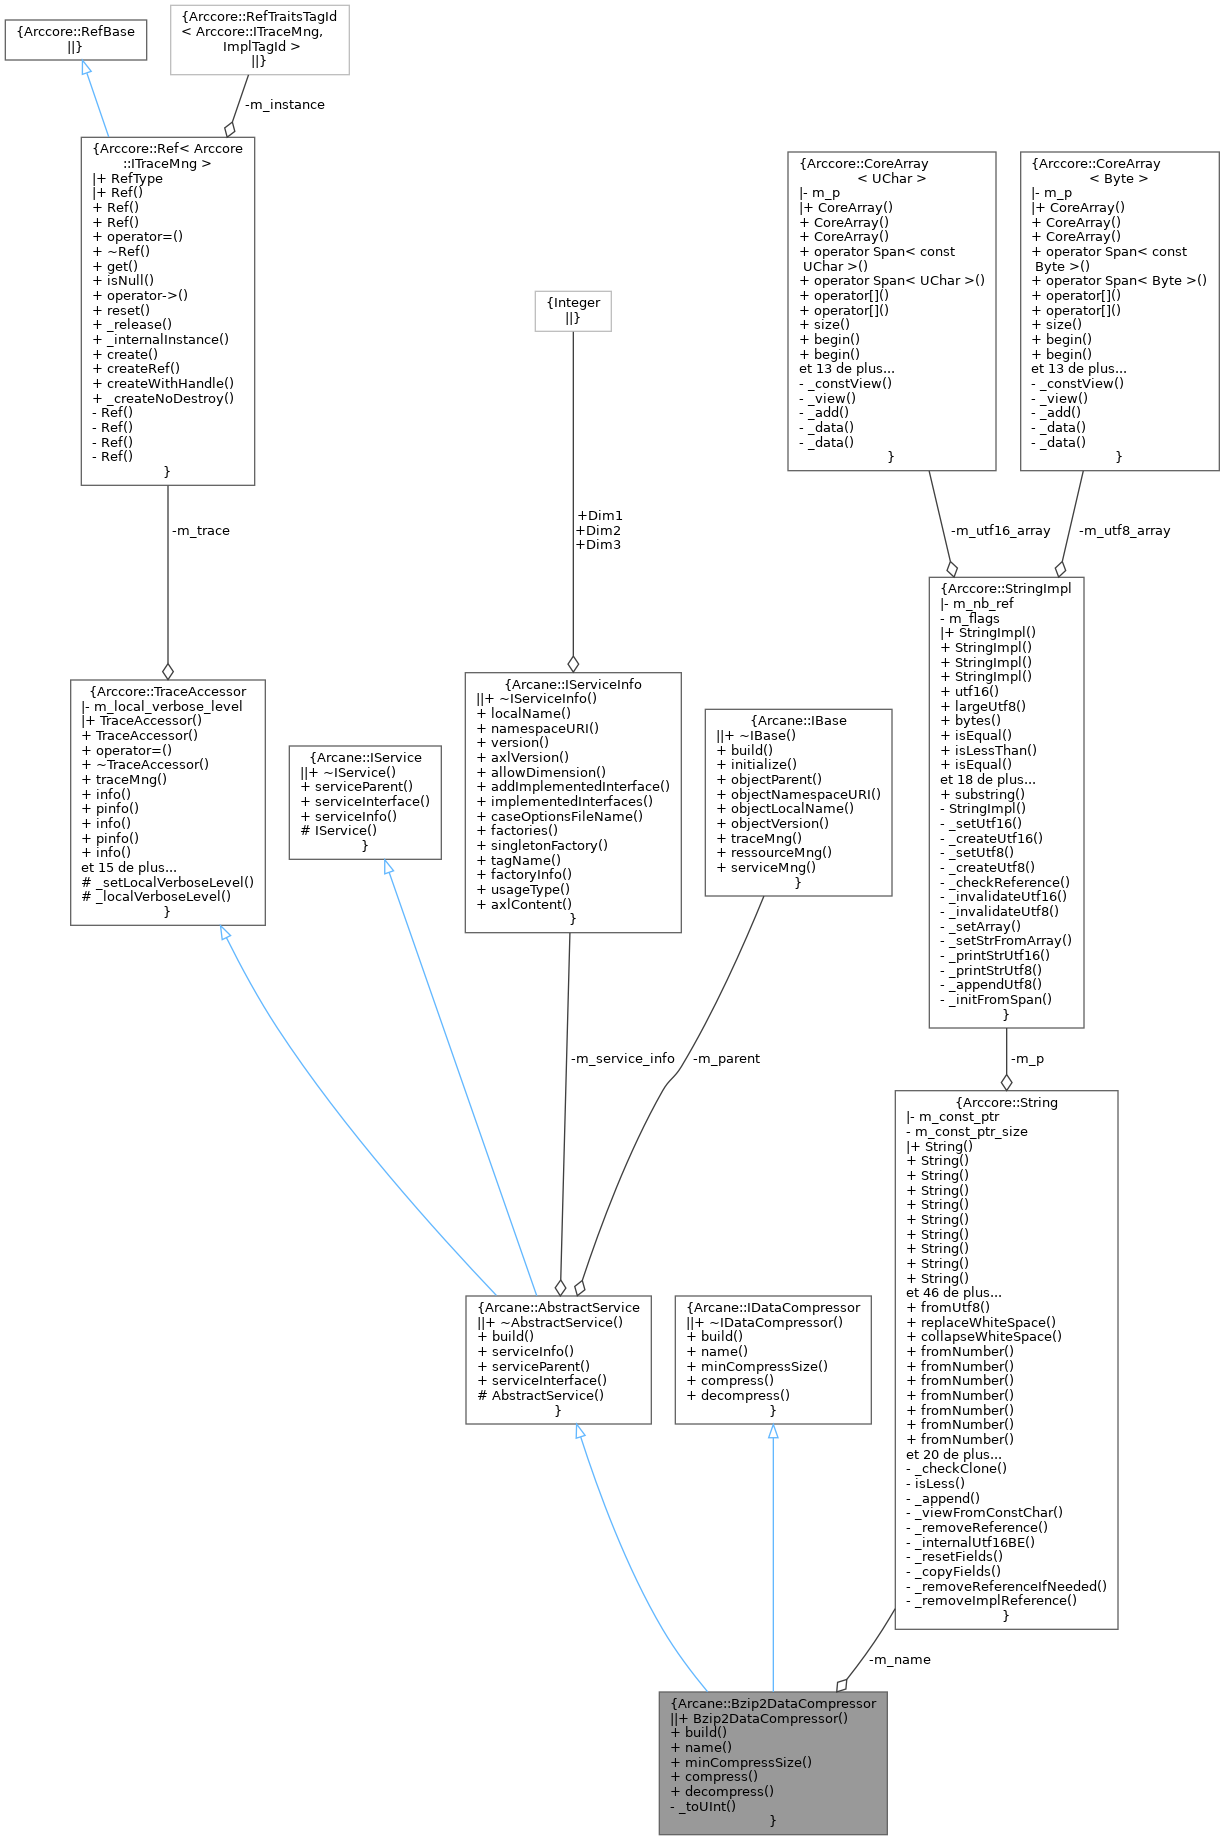 {Arccore::RefBase
||}
{Arccore::RefTraitsTagId
< Arccore::ITraceMng,
ImplTagId >
||}
-m_instance
{Arccore::Ref< Arccore
::ITraceMng >
|+ RefType
|+ Ref()
+ Ref()
+ Ref()
+ operator=()
+ ~Ref()
+ get()
+ isNull()
+ operator->()
+ reset()
+ _release()
+ _internalInstance()
+ create()
+ createRef()
+ createWithHandle()
+ _createNoDestroy()
- Ref()
- Ref()
- Ref()
- Ref()
}
{Arccore::CoreArray
< UChar >
|- m_p
|+ CoreArray()
+ CoreArray()
+ CoreArray()
+ operator Span< const
UChar >()
+ operator Span< UChar >()
+ operator[]()
+ operator[]()
+ size()
+ begin()
+ begin()
et 13 de plus...
- _constView()
- _view()
- _add()
- _data()
- _data()
}
{Arccore::CoreArray
< Byte >
|- m_p
|+ CoreArray()
+ CoreArray()
+ CoreArray()
+ operator Span< const
Byte >()
+ operator Span< Byte >()
+ operator[]()
+ operator[]()
+ size()
+ begin()
+ begin()
et 13 de plus...
- _constView()
- _view()
- _add()
- _data()
- _data()
}
{Integer
||}
+Dim1
+Dim2
+Dim3
-m_trace
-m_utf16_array
-m_utf8_array
{Arccore::TraceAccessor
|- m_local_verbose_level
|+ TraceAccessor()
+ TraceAccessor()
+ operator=()
+ ~TraceAccessor()
+ traceMng()
+ info()
+ pinfo()
+ info()
+ pinfo()
+ info()
et 15 de plus...
# _setLocalVerboseLevel()
# _localVerboseLevel()
}
{Arcane::IService
||+ ~IService()
+ serviceParent()
+ serviceInterface()
+ serviceInfo()
# IService()
}
{Arcane::IServiceInfo
||+ ~IServiceInfo()
+ localName()
+ namespaceURI()
+ version()
+ axlVersion()
+ allowDimension()
+ addImplementedInterface()
+ implementedInterfaces()
+ caseOptionsFileName()
+ factories()
+ singletonFactory()
+ tagName()
+ factoryInfo()
+ usageType()
+ axlContent()
}
{Arcane::IBase
||+ ~IBase()
+ build()
+ initialize()
+ objectParent()
+ objectNamespaceURI()
+ objectLocalName()
+ objectVersion()
+ traceMng()
+ ressourceMng()
+ serviceMng()
}
{Arccore::StringImpl
|- m_nb_ref
- m_flags
|+ StringImpl()
+ StringImpl()
+ StringImpl()
+ StringImpl()
+ utf16()
+ largeUtf8()
+ bytes()
+ isEqual()
+ isLessThan()
+ isEqual()
et 18 de plus...
+ substring()
- StringImpl()
- _setUtf16()
- _createUtf16()
- _setUtf8()
- _createUtf8()
- _checkReference()
- _invalidateUtf16()
- _invalidateUtf8()
- _setArray()
- _setStrFromArray()
- _printStrUtf16()
- _printStrUtf8()
- _appendUtf8()
- _initFromSpan()
}
-m_service_info
-m_parent
-m_p
{Arccore::String
|- m_const_ptr
- m_const_ptr_size
|+ String()
+ String()
+ String()
+ String()
+ String()
+ String()
+ String()
+ String()
+ String()
+ String()
et 46 de plus...
+ fromUtf8()
+ replaceWhiteSpace()
+ collapseWhiteSpace()
+ fromNumber()
+ fromNumber()
+ fromNumber()
+ fromNumber()
+ fromNumber()
+ fromNumber()
+ fromNumber()
et 20 de plus...
- _checkClone()
- isLess()
- _append()
- _viewFromConstChar()
- _removeReference()
- _internalUtf16BE()
- _resetFields()
- _copyFields()
- _removeReferenceIfNeeded()
- _removeImplReference()
}
{Arcane::AbstractService
||+ ~AbstractService()
+ build()
+ serviceInfo()
+ serviceParent()
+ serviceInterface()
# AbstractService()
}
{Arcane::IDataCompressor
||+ ~IDataCompressor()
+ build()
+ name()
+ minCompressSize()
+ compress()
+ decompress()
}
-m_name
{Arcane::Bzip2DataCompressor
||+ Bzip2DataCompressor()
+ build()
+ name()
+ minCompressSize()
+ compress()
+ decompress()
- _toUInt()
}